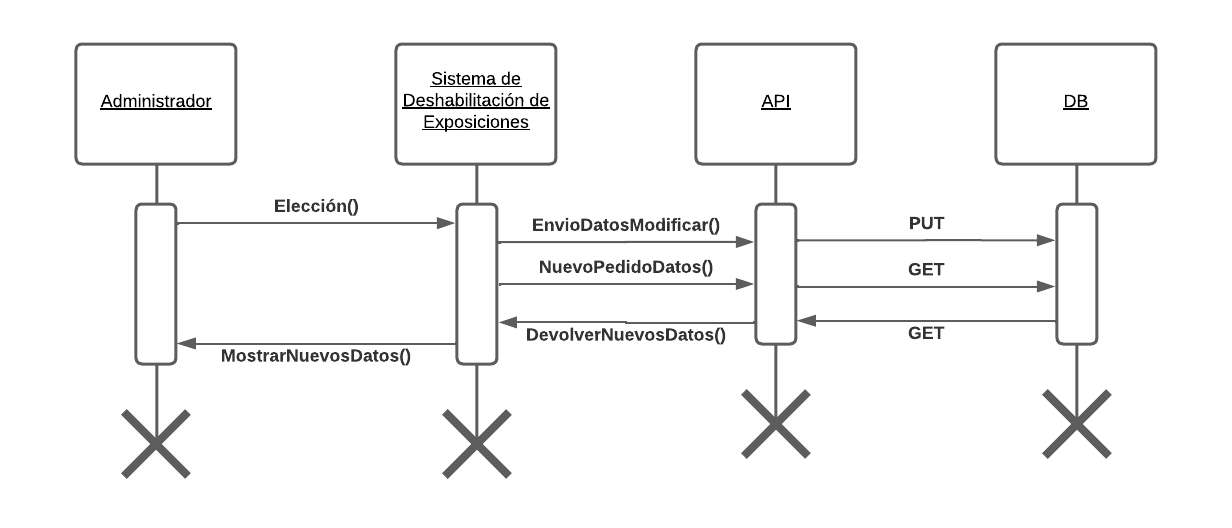 Administrador
Sistema de
Deshabilitación de
Exposiciones
API
DB
Elección()
EnvioDatosModificar()
PUT
NuevoPedidoDatos()
GET
DevolverNuevosDatos()
GET
MostrarNuevosDatos()